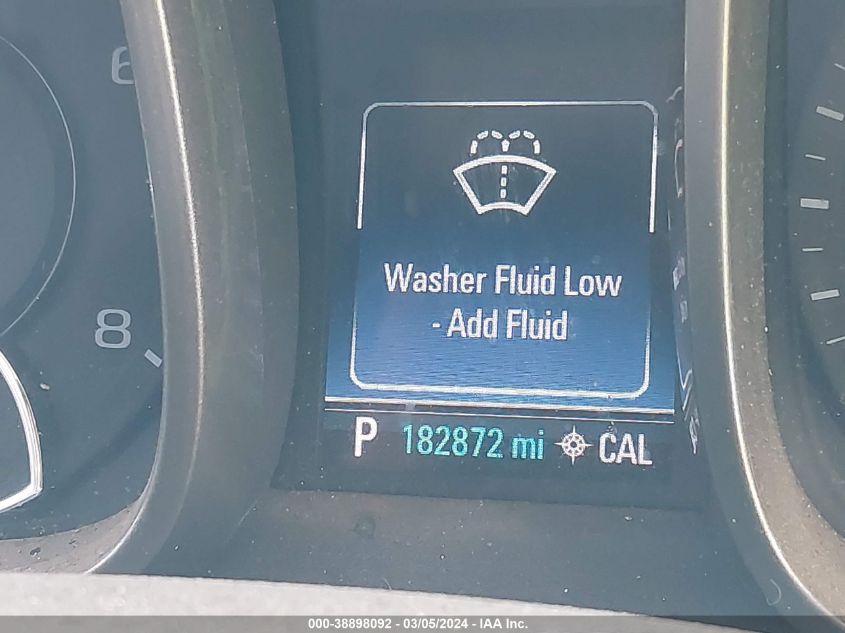 6
Washer Fluid Low
- Add Fluid
8
P 182872 mi CAL
000-38898092 - 03/05/2024 - IAA Inc.